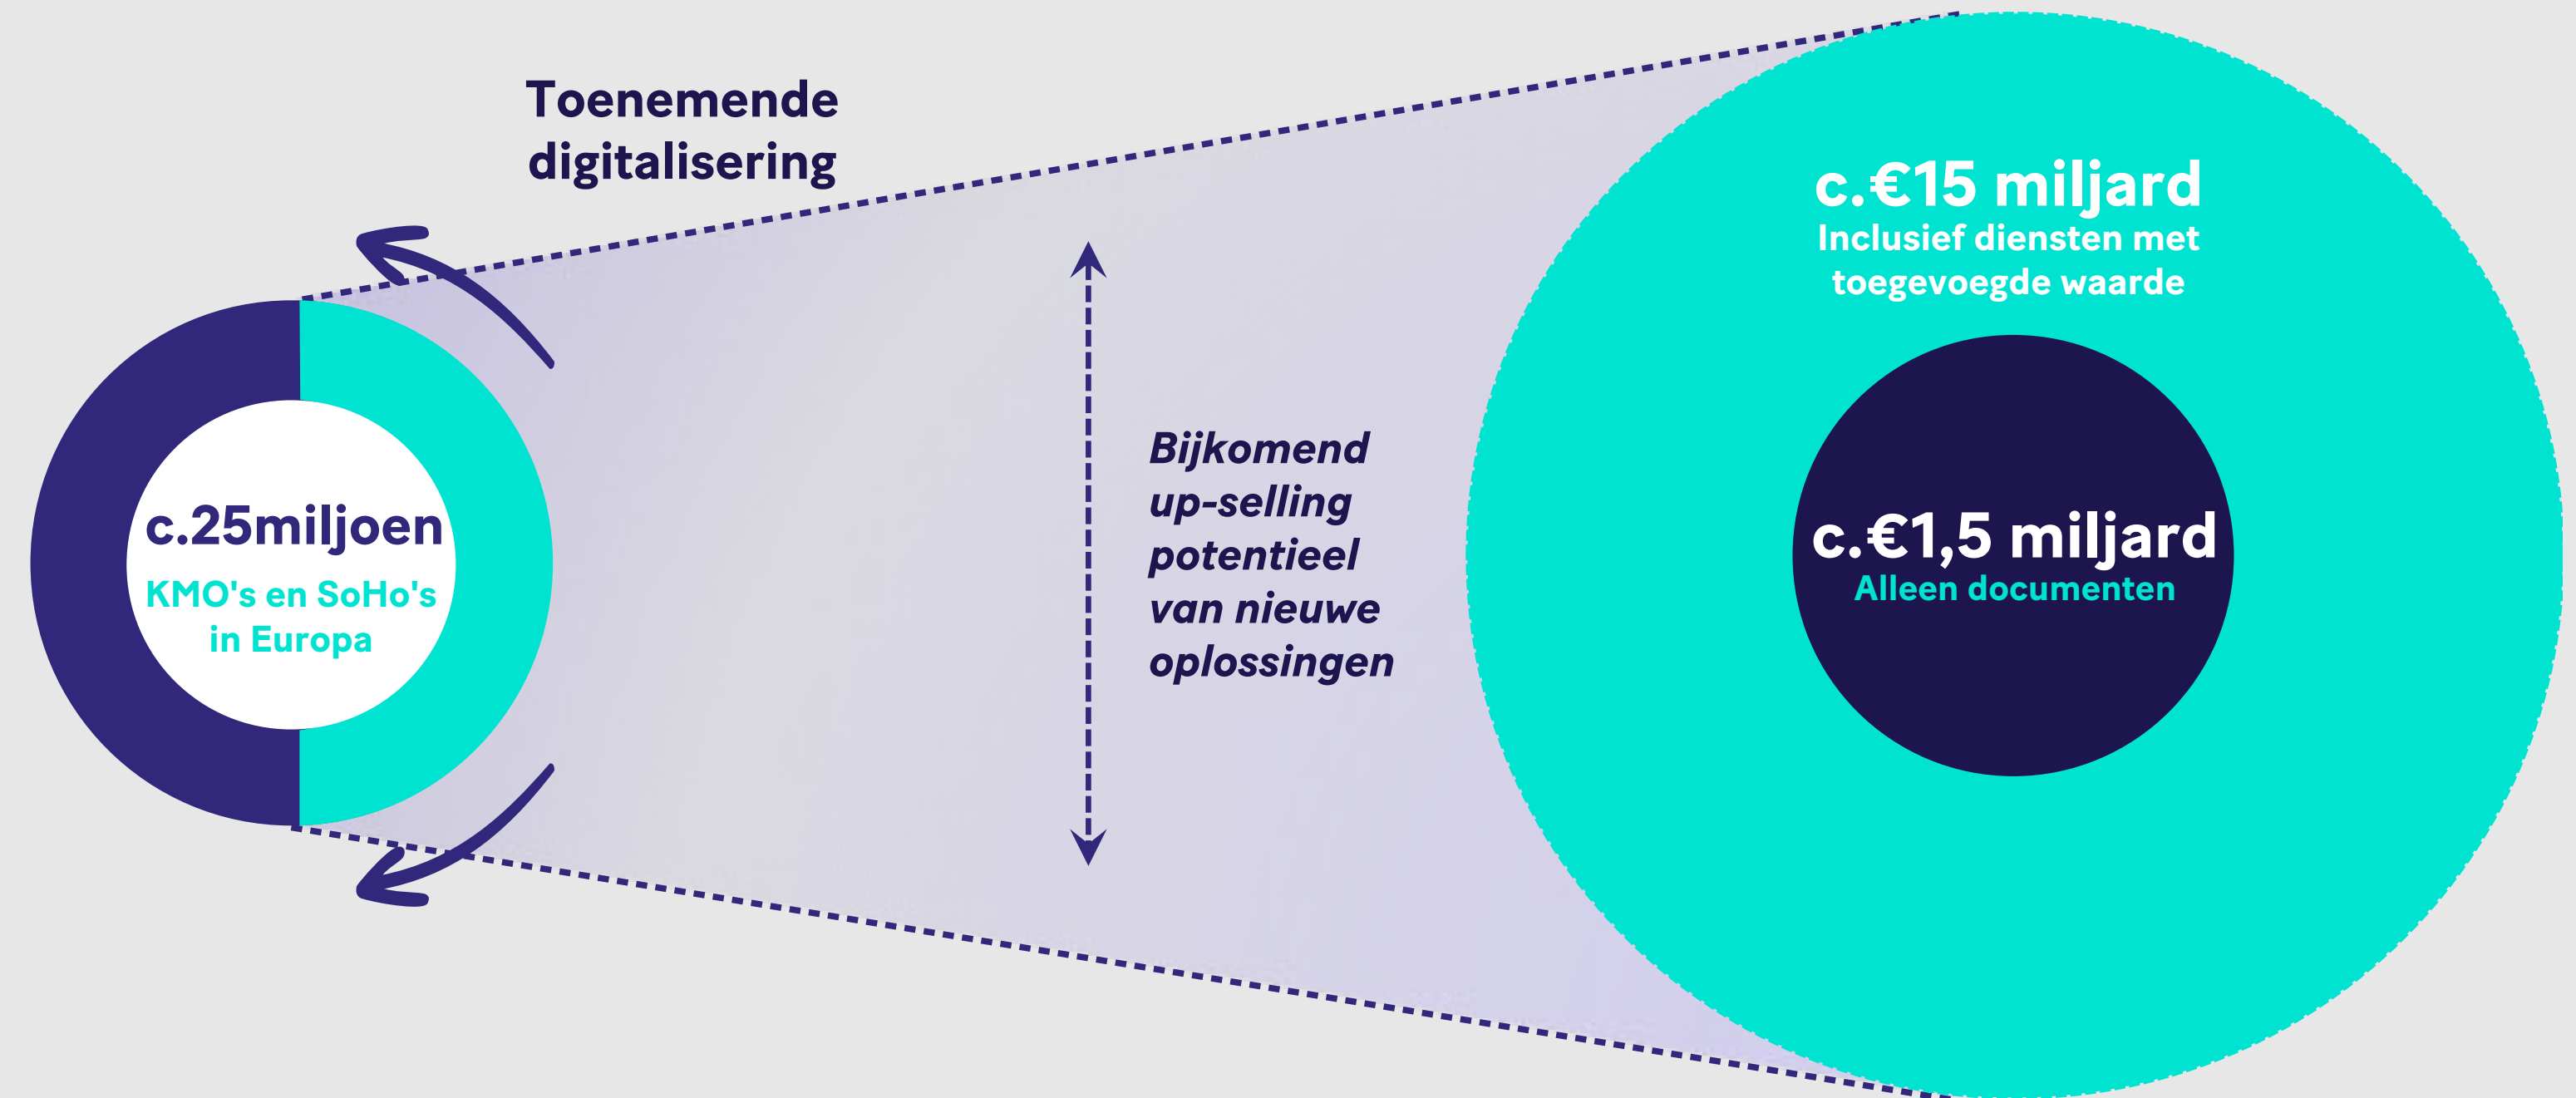 Toenemende
digitalisering
c.25miljoen
KMO's en SoHo's
in Europa
Bijkomend
up-selling
potentieel
van nieuwe
oplossingen
c.€15 miljard
Inclusief diensten met
toegevoegde waarde
c.€1,5 miljard
Alleen documenten